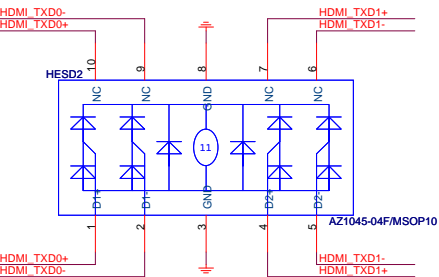 HDMI_TXD0-
HDMI_TXD0+
HDMI_TXD1+
HDMI_TXD1-
10
9
8
7
6
HESD2
NC
NC
GND
NC
NC
11
D1+
D1-
GND
D2+
D2-
AZ1045-04F/MSOP10
1
2
3
4
5
HDMI_TXD0+
HDMI_TXD0-
HDMI_TXD1-
HDMI_TXD1+